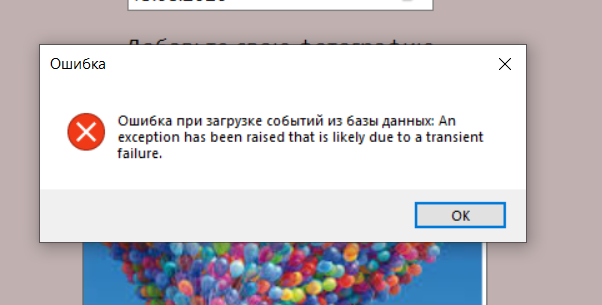 Ошибка
Ошибка при загрузке событий из базы данных: An
exception has been raised that is likely due to a transient
failure.
OK